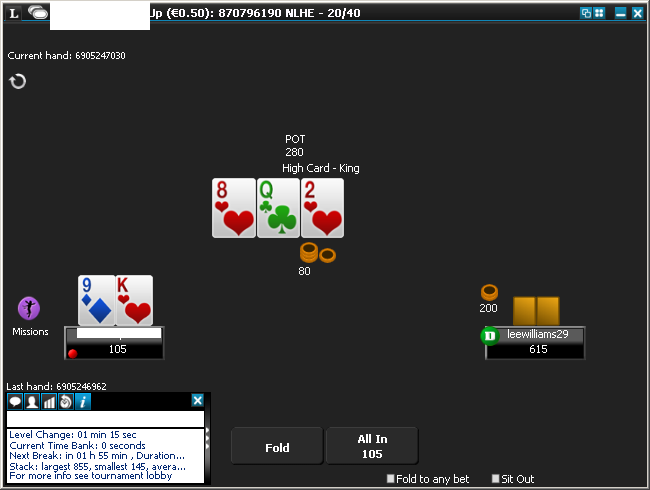 L
Up (€0.50): 870796190 NLHE - 20/40
Current hand: 6905247030
POT
280
High Card - King
8
Q
2
80
9
K
Missions
105
200
D
leewilliams29
615
Last hand: 6905246962
i
Level Change: 01 min 15 sec
Current Time Bank: 0 seconds
Next Break: in 01 h 55 min , Duration...
Stack: largest 855, smallest 145, avera...
For more info see tournament lobby
Fold
All In
105
Fold to any bet
Sit Out